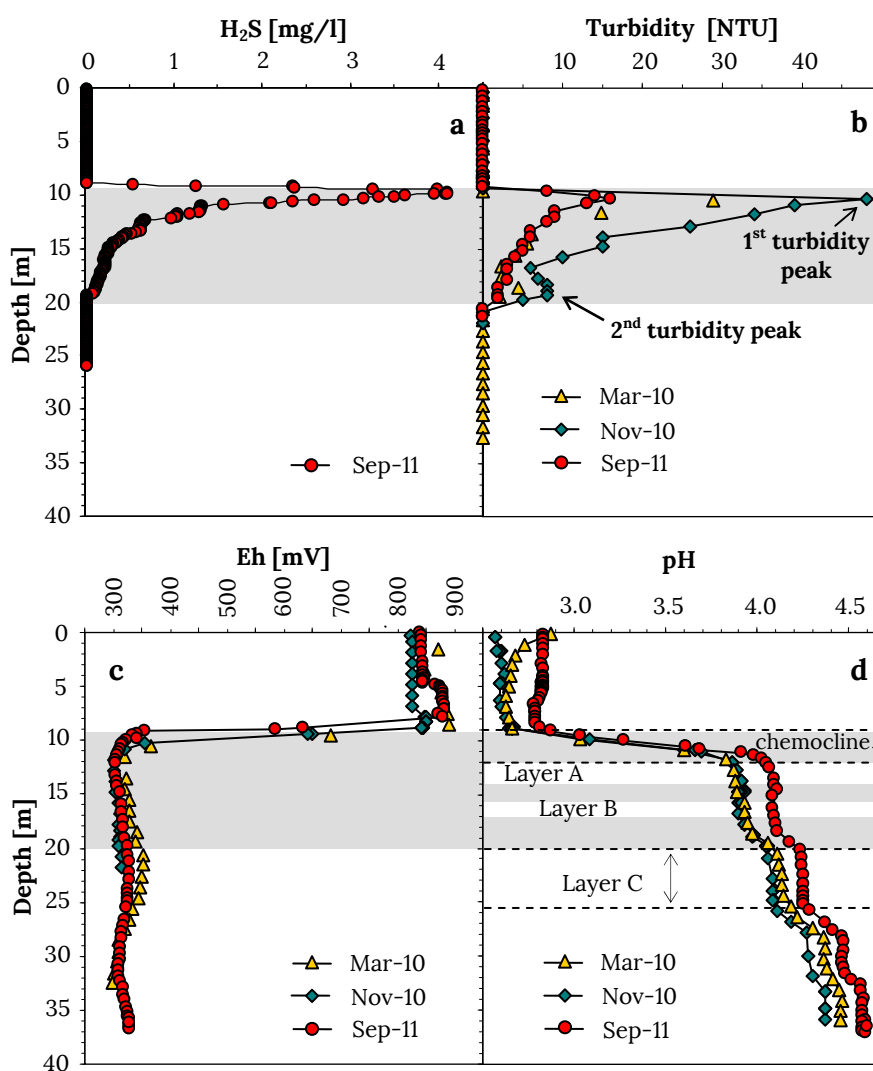 H₂S [mg/l]
0 1 2 3 4
Turbidity [NTU]
10 20 30 40
Depth [m]
0
5
10
15
20
25
30
35
40
a
Sep-11
b
1st turbidity
peak
2nd turbidity peak
Mar-10
Nov-10
Sep-11
Eh [mV]
300 400 500 600 700 800 900
pH
3.0 3.5 4.0 4.5
Depth [m]
0
5
10
15
20
25
30
35
40
c
Mar-10
Nov-10
Sep-11
d
chemocline
Layer A
Layer B
Layer C
Mar-10
Nov-10
Sep-11